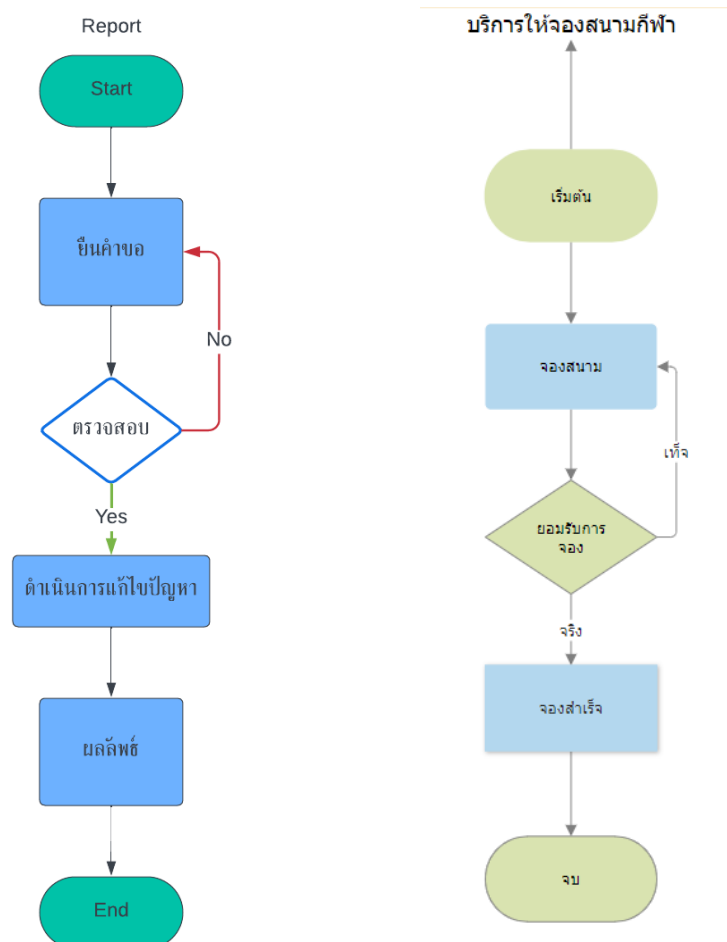 Report
Start
ยืนคำขอ
No
ตรวจสอบ
Yes
ดำเนินการแก้ไขปัญหา
ผลลัพธ์
End
บริการให้จองสนามกีฬา
เริ่มต้น
จองสนาม
เท็จ
ยอมรับการ
จอง
จริง
จองสำเร็จ
จบ